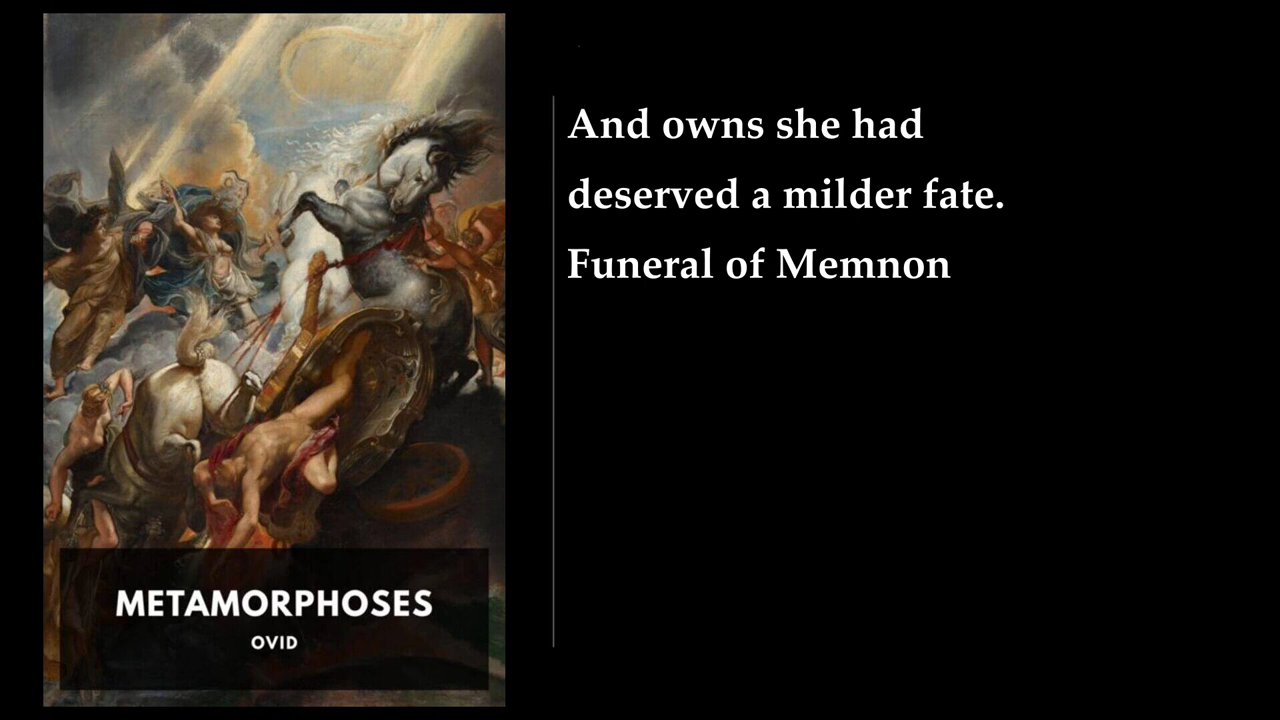 METAMORPHOSES
OVID
And owns she had
deserved a milder fate.
Funeral of Memnon